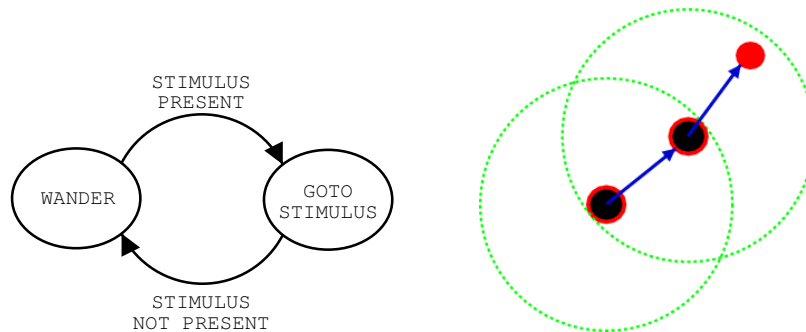 STIMULUS
PRESENT
WANDER
GOTO
STIMULUS
STIMULUS
NOT PRESENT